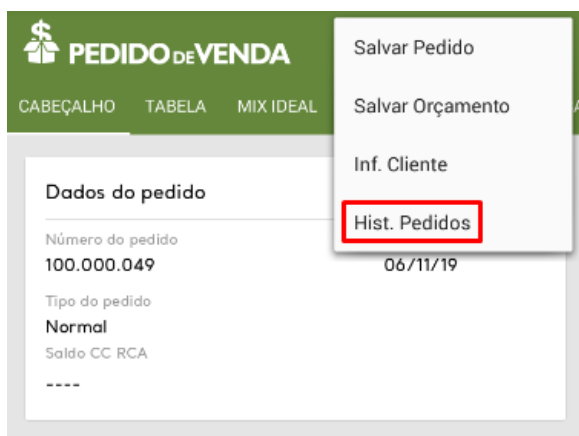 PEDIDO DE VENDA
CABEÇALHO TABELA MIX IDEAL
Salvar Pedido
Salvar Orçamento
Inf. Cliente
Hist. Pedidos
Dados do pedido
Número do pedido
100.000.049 06/11/19
Tipo do pedido
Normal
Saldo CC RCA
----